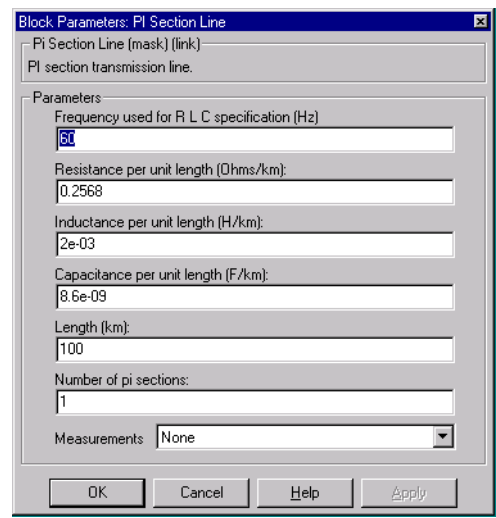 Block Parameters: PI Section Line
Pi Section Line (mask) (link)
PI section transmission line.
Parameters
Frequency used for R L C specification (Hz)
60
Resistance per unit length (Ohms/km):
0.2568
Inductance per unit length (H/km):
2e-03
Capacitance per unit length (F/km):
8.6e-09
Length (km):
100
Number of pi sections:
1
Measurements None
OK Cancel Help Apply